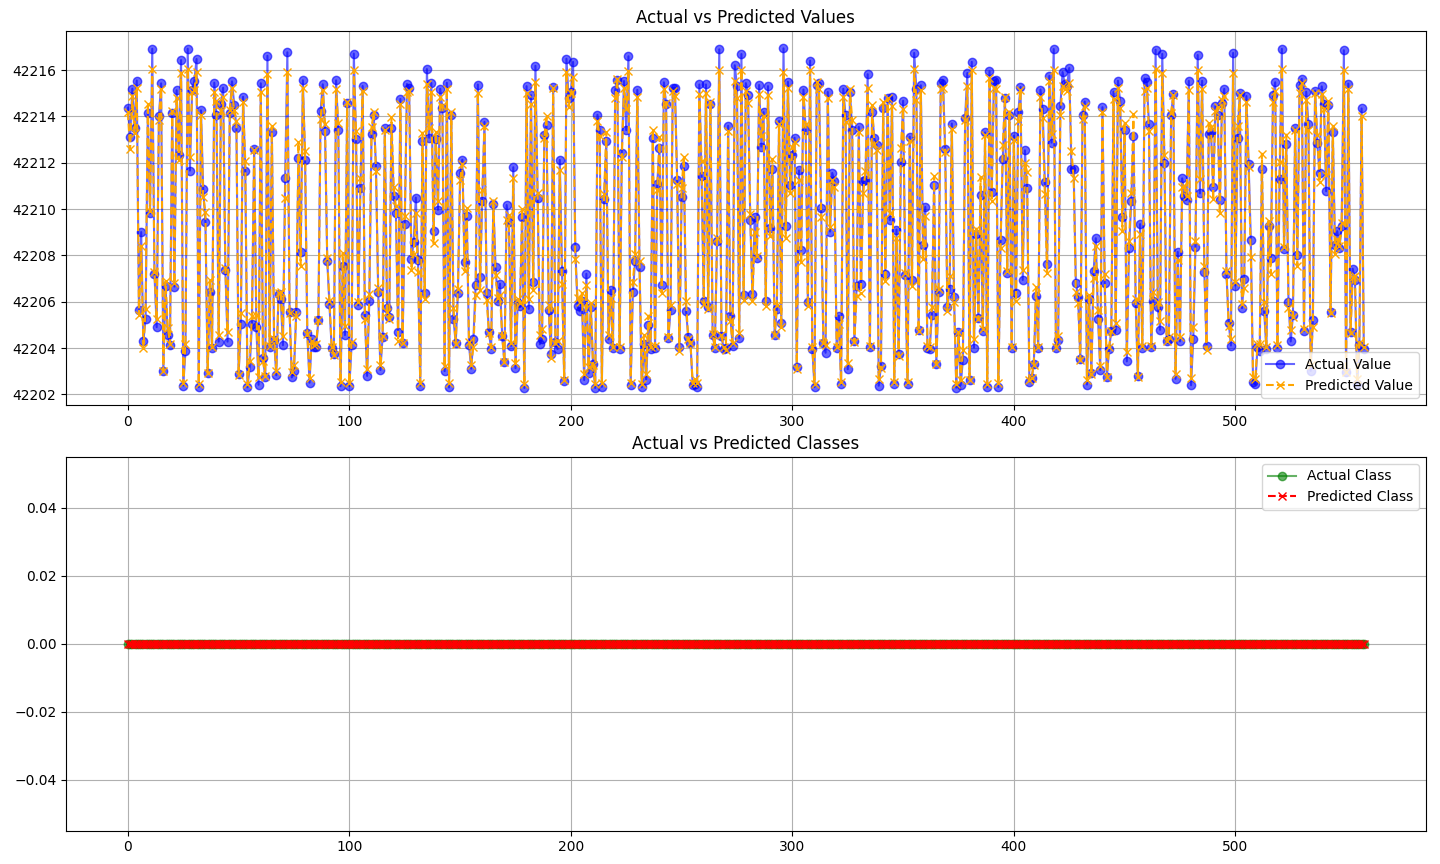 Actual vs Predicted Values
42216
42214
42212
42210
42208
42206
42204
42202
Actual Value
Predicted Value
0 100 200 300 400 500
Actual vs Predicted Classes
0.04
0.02
0.00
−0.02
−0.04
Actual Class
Predicted Class
0 100 200 300 400 500